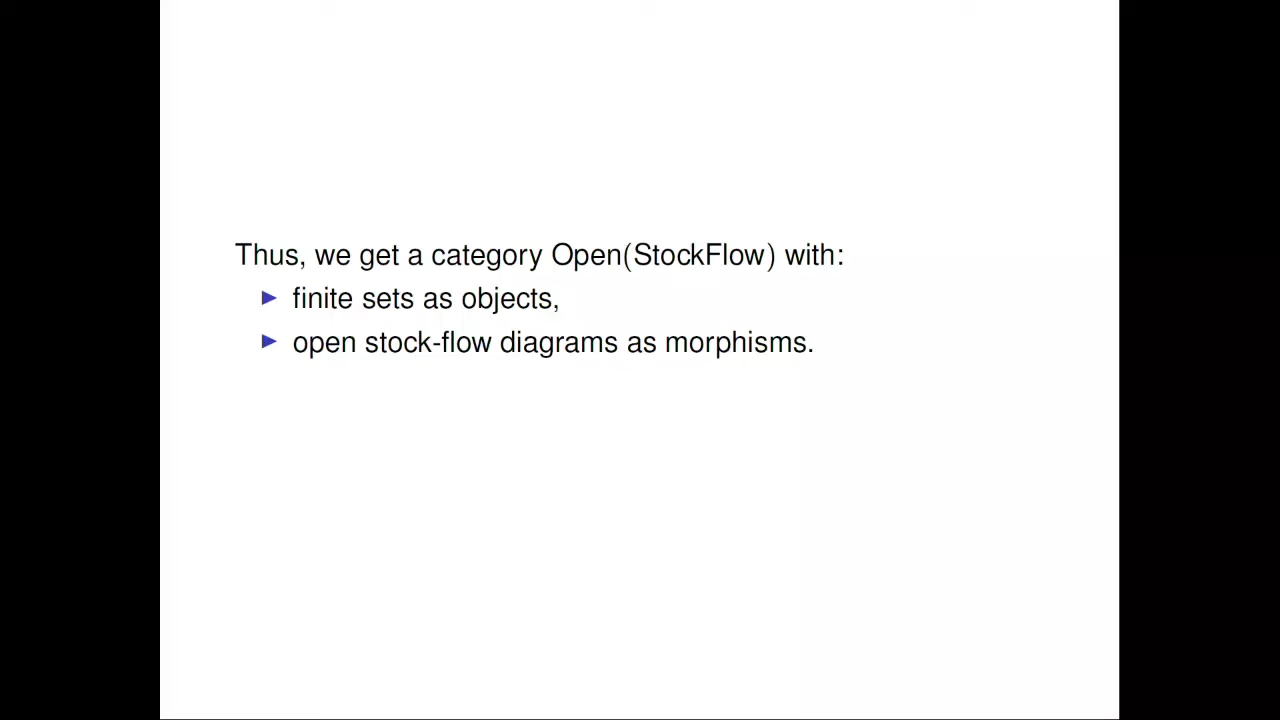 Thus, we get a category Open(StockFlow) with:
finite sets as objects,
open stock-flow diagrams as morphisms.